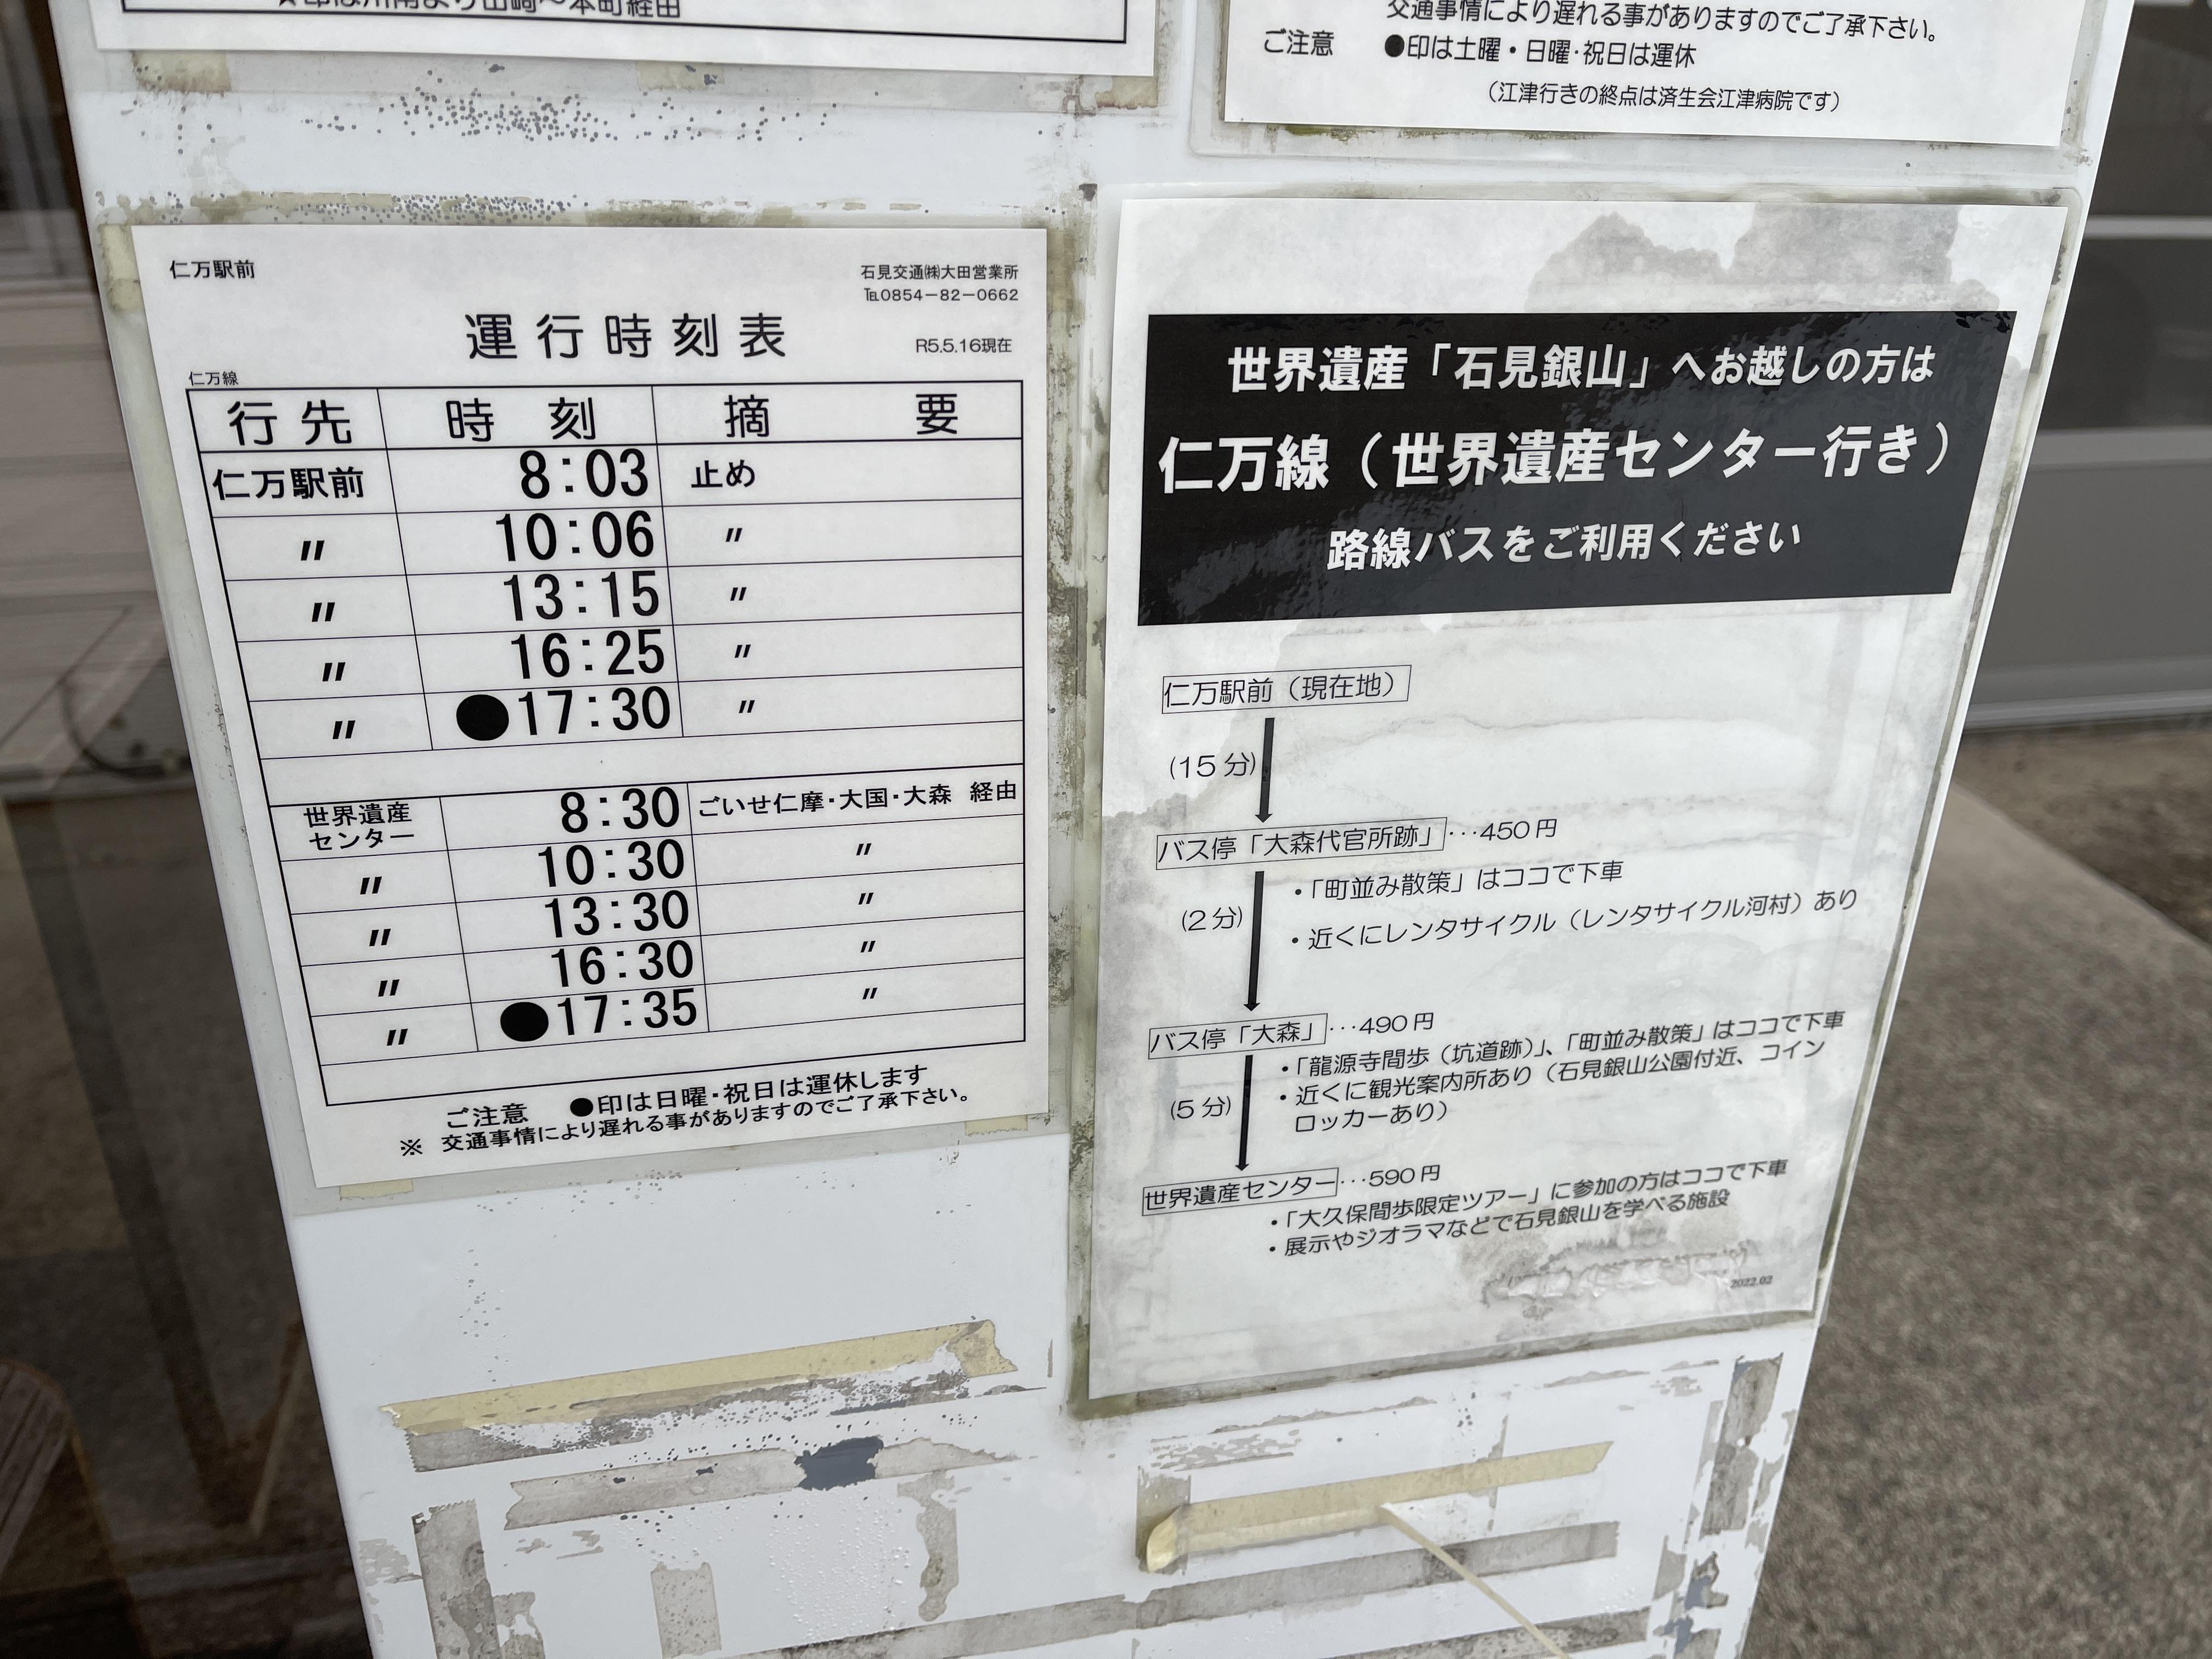 ★印は川南より山崎～本町経由
交通事情により遅れる事がありますのでご了承下さい。
ご注意 ●印は土曜・日曜・祝日は運休
（江津行きの終点は済生会江津病院です）
仁万駅前
石見交通㈱大田営業所
℡0854－82－0662
運行時刻表
R5.5.16現在
仁万線
行先 時刻 摘要
仁万駅前 8:03 止め
〃 10:06 〃
〃 13:15 〃
〃 16:25 〃
〃 ●17:30 〃
世界遺産
センター 8:30 ごいせ仁摩・大国・大森 経由
〃 10:30 〃
〃 13:30 〃
〃 16:30 〃
〃 ●17:35 〃
ご注意 ●印は日曜・祝日は運休します
※ 交通事情により遅れる事がありますのでご了承下さい。
世界遺産「石見銀山」へお越しの方は
仁万線（世界遺産センター行き）
路線バスをご利用ください
仁万駅前（現在地）
(15分)
バス停「大森代官所跡」…450円
・「町並み散策」はココで下車
(2分)
・近くにレンタサイクル（レンタサイクル河村）あり
バス停「大森」…490円
・「龍源寺間歩（坑道跡）」、「町並み散策」はココで下車
・近くに観光案内所あり（石見銀山公園付近、コイン
ロッカーあり）
(5分)
世界遺産センター…590円
・「大久保間歩限定ツアー」に参加の方はココで下車
・展示やジオラマなどで石見銀山を学べる施設
2022.02